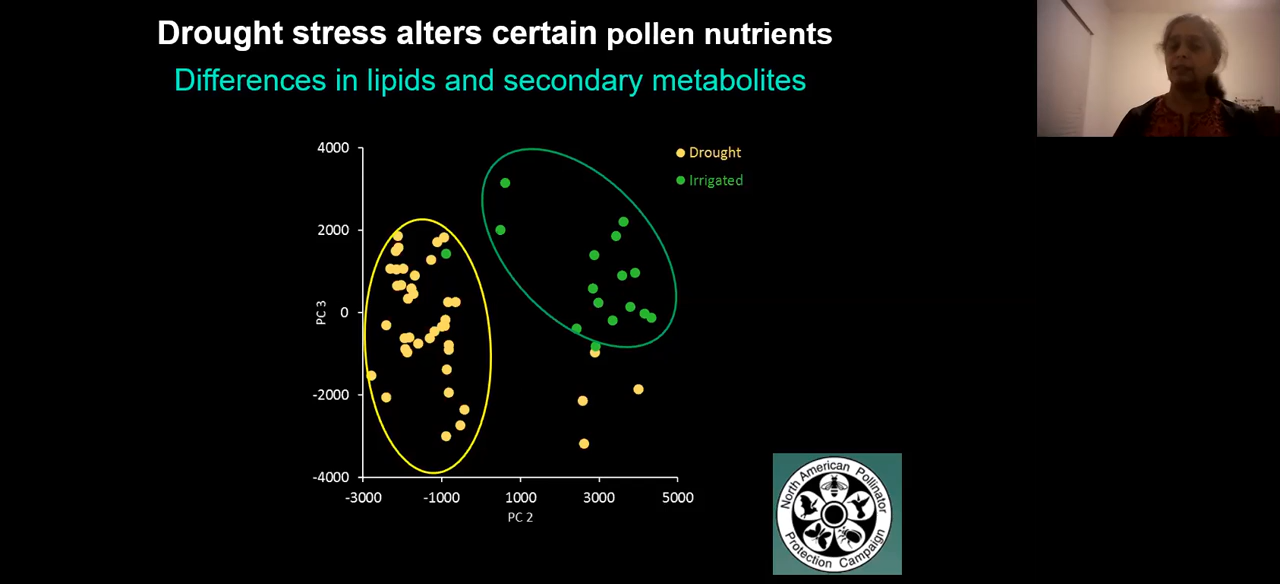 Drought stress alters certain pollen nutrients
Differences in lipids and secondary metabolites
4000
2000
0
-2000
-4000
PC 3
-3000
-1000
1000
3000
5000
PC 2
Drought
Irrigated
North American Pollinator
Protection Campaign